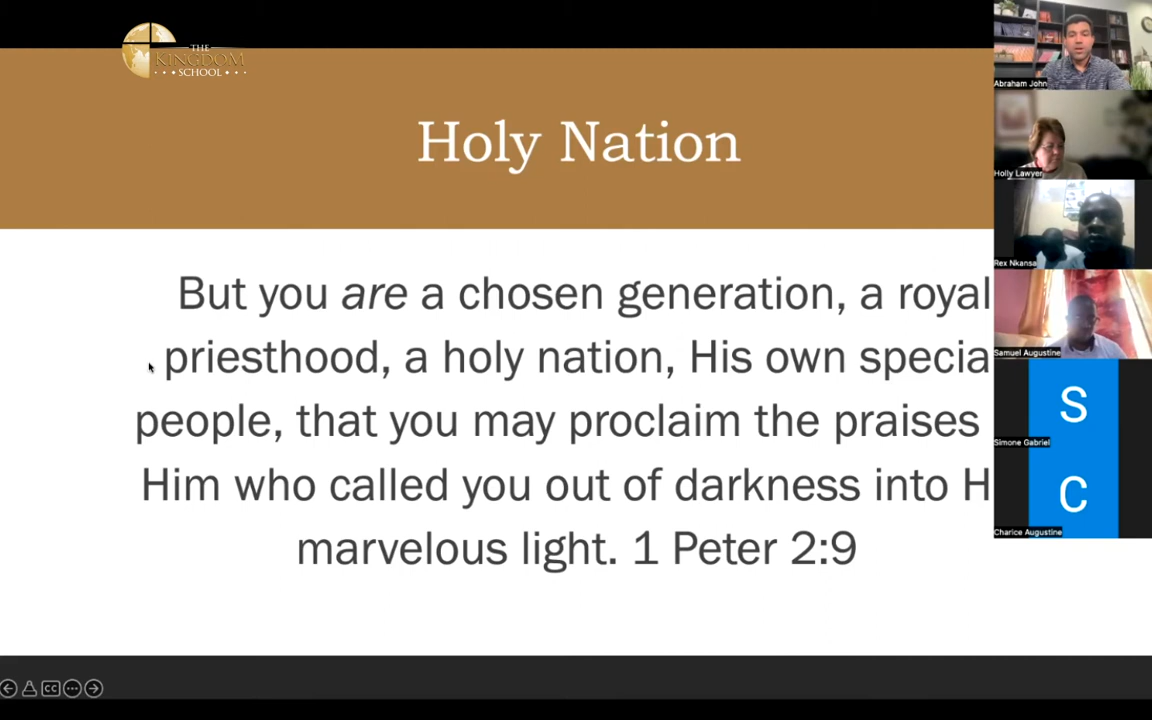 THE
KINGDOM
SCHOOL
Holy Nation
But you are a chosen generation, a royal
priesthood, a holy nation, His own specia
people, that you may proclaim the praises
Him who called you out of darkness into H
marvelous light. 1 Peter 2:9
Abraham John
Holly Lawyer
Rex Nkansa
Samuel Augustine
S
Simone Gabriel
C
Charice Augustine
CC